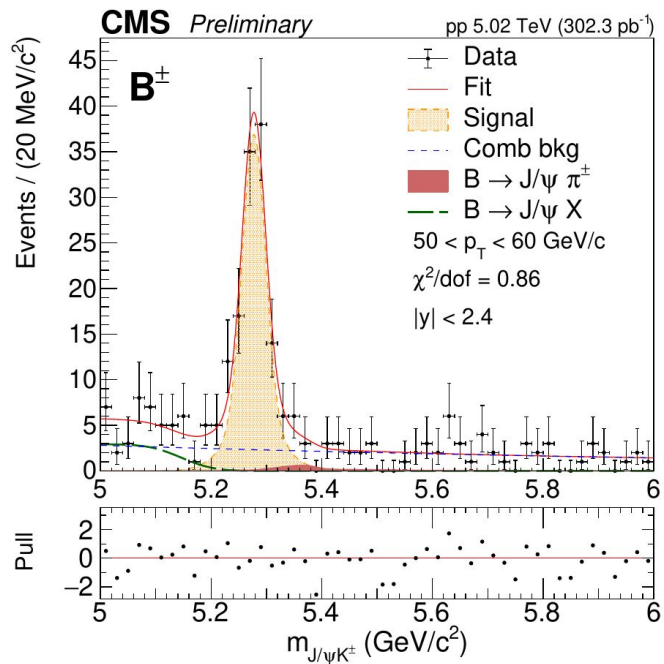 CMS Preliminary pp 5.02 TeV (302.3 pb⁻¹)
B±
Data
Fit
Signal
Comb bkg
B → J/ψ π±
B → J/ψ X
50 < p_T < 60 GeV/c
χ²/dof = 0.86
|y| < 2.4
Events / (20 MeV/c²)
45
40
35
30
25
20
15
10
5
0
5 5.2 5.4 5.6 5.8 6
Pull
2
0
−2
5 5.2 5.4 5.6 5.8 6
m_{J/ψK±} (GeV/c²)